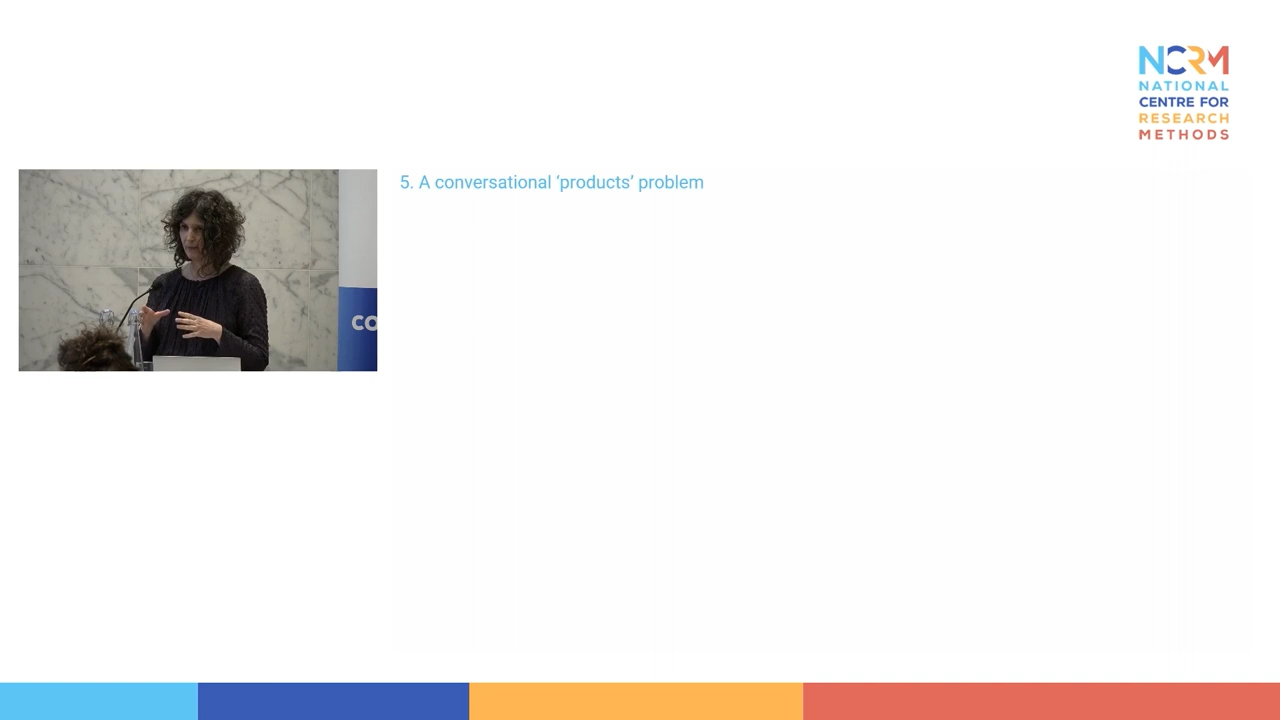 NCRM
NATIONAL
CENTRE FOR
RESEARCH
METHODS
5. A conversational ‘products’ problem
co